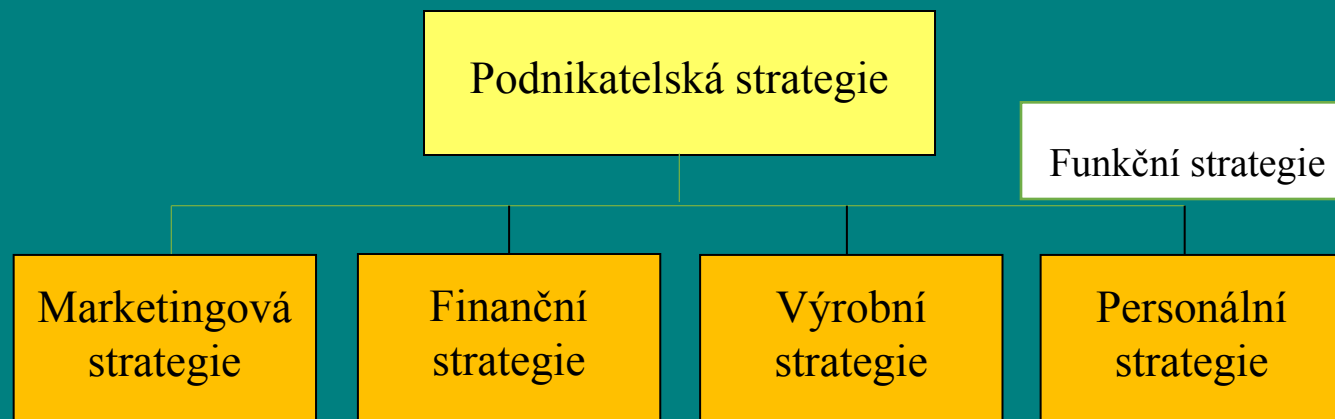 Podnikatelská strategie
Funkční strategie
Marketingová
strategie
Finanční
strategie
Výrobní
strategie
Personální
strategie